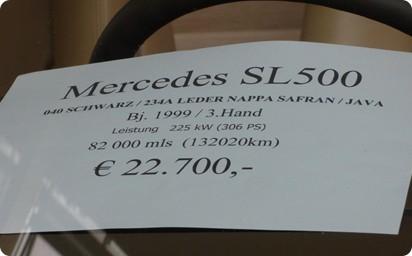 Mercedes SL500
040 SCHWARZ / 234A LEDER NAPPA SAFRAN / JAVA
Bj. 1999 / 3.Hand
Leistung 225 kW (306 PS)
82 000 mls (132020km)
€ 22.700,-